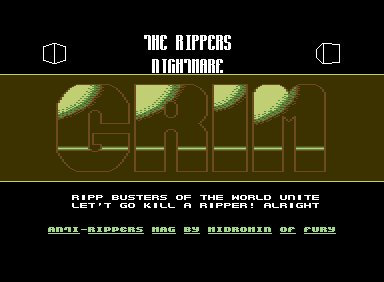 THE RIPPERS
NIGHTMARE
GRIM
RIPP BUSTERS OF THE WORLD UNITE
LET'S GO KILL A RIPPER! ALRIGHT
ANTI-RIPPERS MAG BY MIDROMIN OF FURY